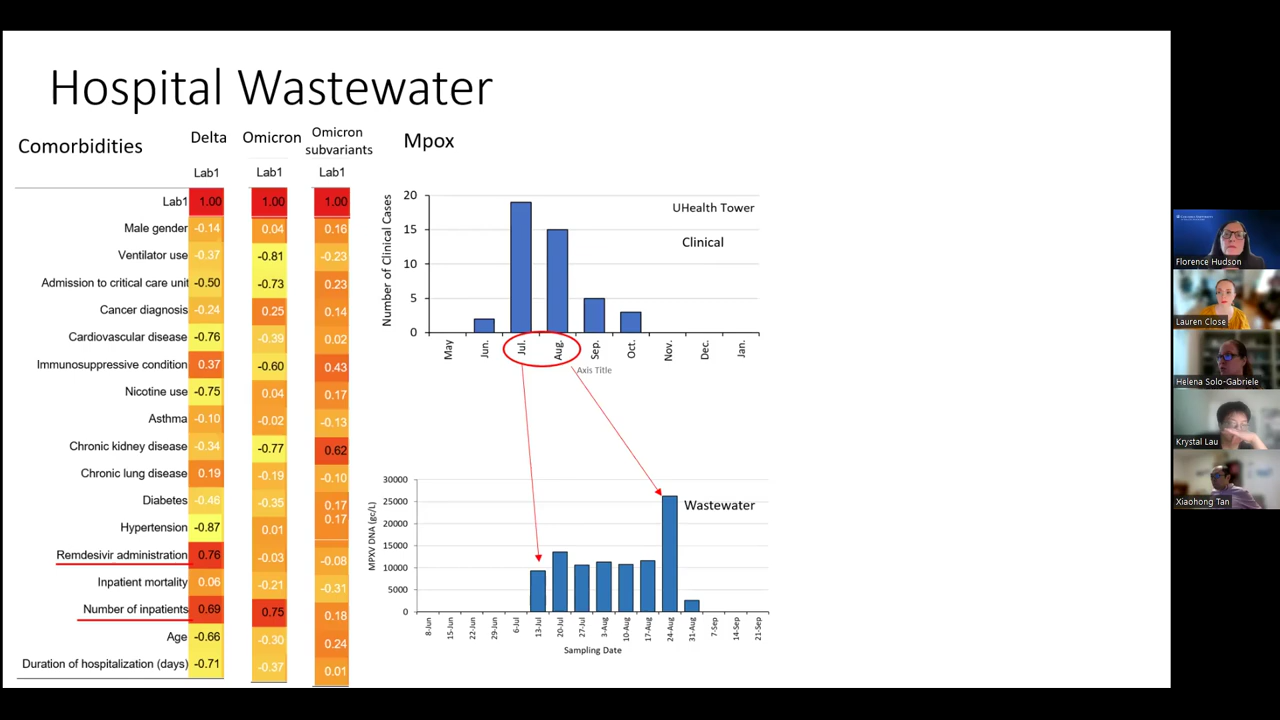 Hospital Wastewater
Comorbidities
Delta
Omicron
Omicron
subvariants
Lab1
Lab1
Lab1
Lab1 1.00 1.00 1.00
Male gender -0.14 0.04 0.16
Ventilator use -0.37 -0.81 -0.23
Admission to critical care unit -0.50 -0.73 0.23
Cancer diagnosis -0.24 0.25 0.14
Cardiovascular disease -0.76 -0.39 0.02
Immunosuppressive condition 0.37 -0.60 0.43
Nicotine use -0.75 0.04 0.17
Asthma -0.10 -0.02 -0.13
Chronic kidney disease -0.34 -0.77 0.62
Chronic lung disease 0.19 -0.19 -0.10
Diabetes -0.46 -0.35 0.17
Hypertension -0.87 0.01 0.17
Remdesivir administration 0.76 -0.03 -0.08
Inpatient mortality 0.06 -0.21 -0.31
Number of inpatients 0.69 0.75 0.18
Age -0.66 -0.30 0.24
Duration of hospitalization (days) -0.71 -0.37 0.01
Mpox
Number of Clinical Cases
20
15
10
5
0
UHealth Tower
Clinical
May Jun. Jul. Aug. Sep. Oct. Nov. Dec. Jan.
Axis Title
MPXV DNA (gc/L)
30000
25000
20000
15000
10000
5000
0
Wastewater
8-Jun 15-Jun 22-Jun 29-Jun 6-Jul 13-Jul 20-Jul 27-Jul 3-Aug 10-Aug 17-Aug 24-Aug 31-Aug 7-Sep 14-Sep 21-Sep
Sampling Date
Florence Hudson
Lauren Close
Helena Solo-Gabriele
Krystal Lau
Xiaohong Tan